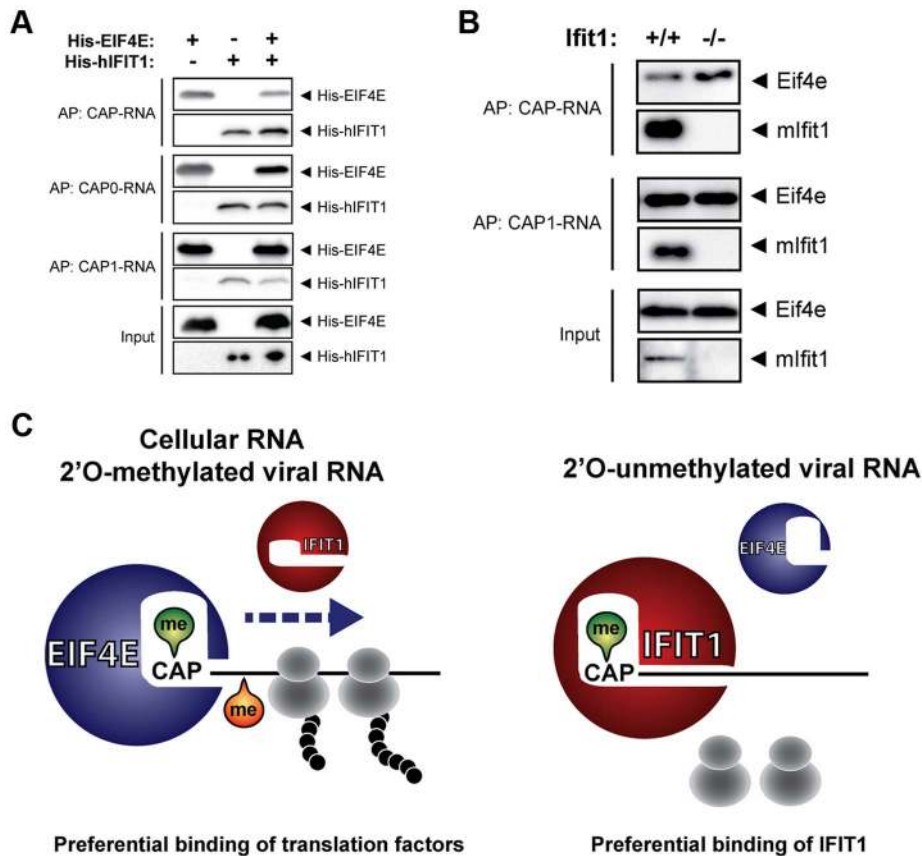 A
His-EIF4E: + - +
His-hIFIT1: - + +
AP: CAP-RNA
His-EIF4E
His-hIFIT1
AP: CAP0-RNA
His-EIF4E
His-hIFIT1
AP: CAP1-RNA
His-EIF4E
His-hIFIT1
Input
His-EIF4E
His-hIFIT1
B
Ifit1: +/+ -/-
AP: CAP-RNA
Eif4e
mIfit1
AP: CAP1-RNA
Eif4e
mIfit1
Input
Eif4e
mIfit1
C
Cellular RNA
2'O-methylated viral RNA
IFIT1
EIF4E
me
CAP
me
Preferential binding of translation factors
2'O-unmethylated viral RNA
EIF4E
me
CAP
IFIT1
Preferential binding of IFIT1